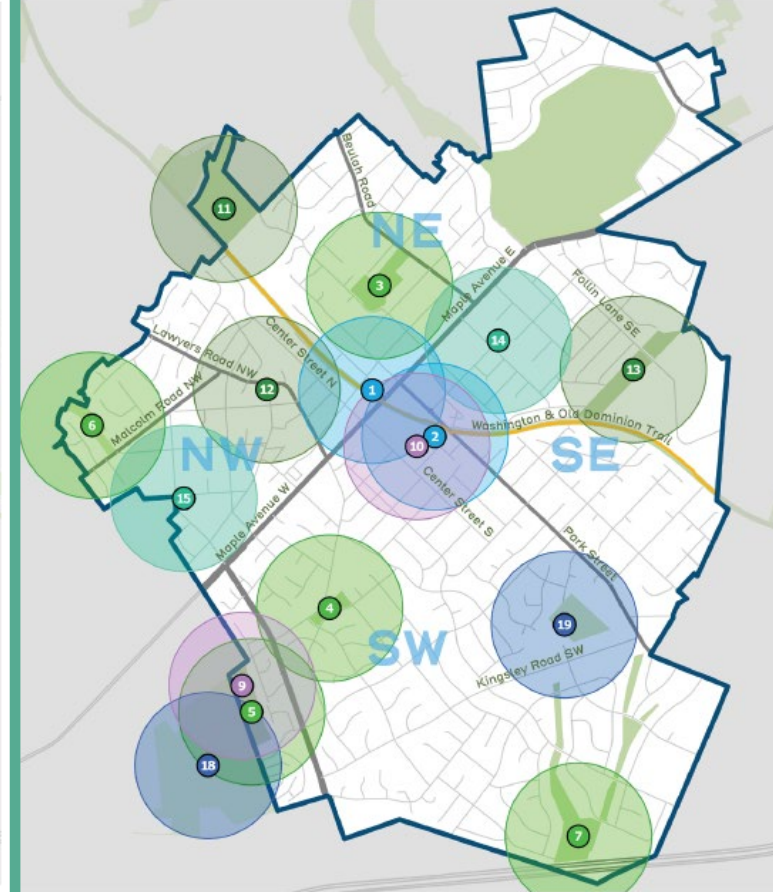 Beulah Road
11
NE
3
Maple Avenue E
Follin Lane SE
Center Street N
14
Lawyers Road NW
13
12
1
Malcolm Road NW
6
Washington & Old Dominion Trail
2
10
NW
SE
Center Street S
15
Maple Avenue W
Park Street
4
19
SW
Kingsley Road SW
9
5
18
7